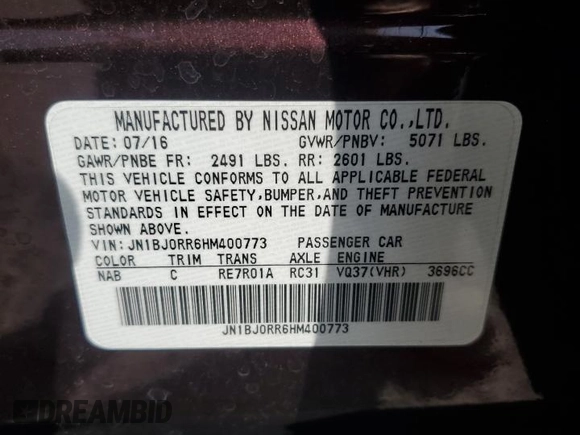 MANUFACTURED BY NISSAN MOTOR CO.,LTD.
DATE: 07/16 GVWR/PNBV: 5071 LBS.
GAWR/PNBE FR: 2491 LBS. RR: 2601 LBS.
THIS VEHICLE CONFORMS TO ALL APPLICABLE FEDERAL
MOTOR VEHICLE SAFETY,BUMPER,AND THEFT PREVENTION
STANDARDS IN EFFECT ON THE DATE OF MANUFACTURE
SHOWN ABOVE.
VIN: JN1BJ0RR6HM400773 PASSENGER CAR
COLOR TRIM TRANS AXLE ENGINE
NAB C RE7R01A RC31 VQ37(VHR) 3696CC
JN1BJ0RR6HM400773
DREAMBID